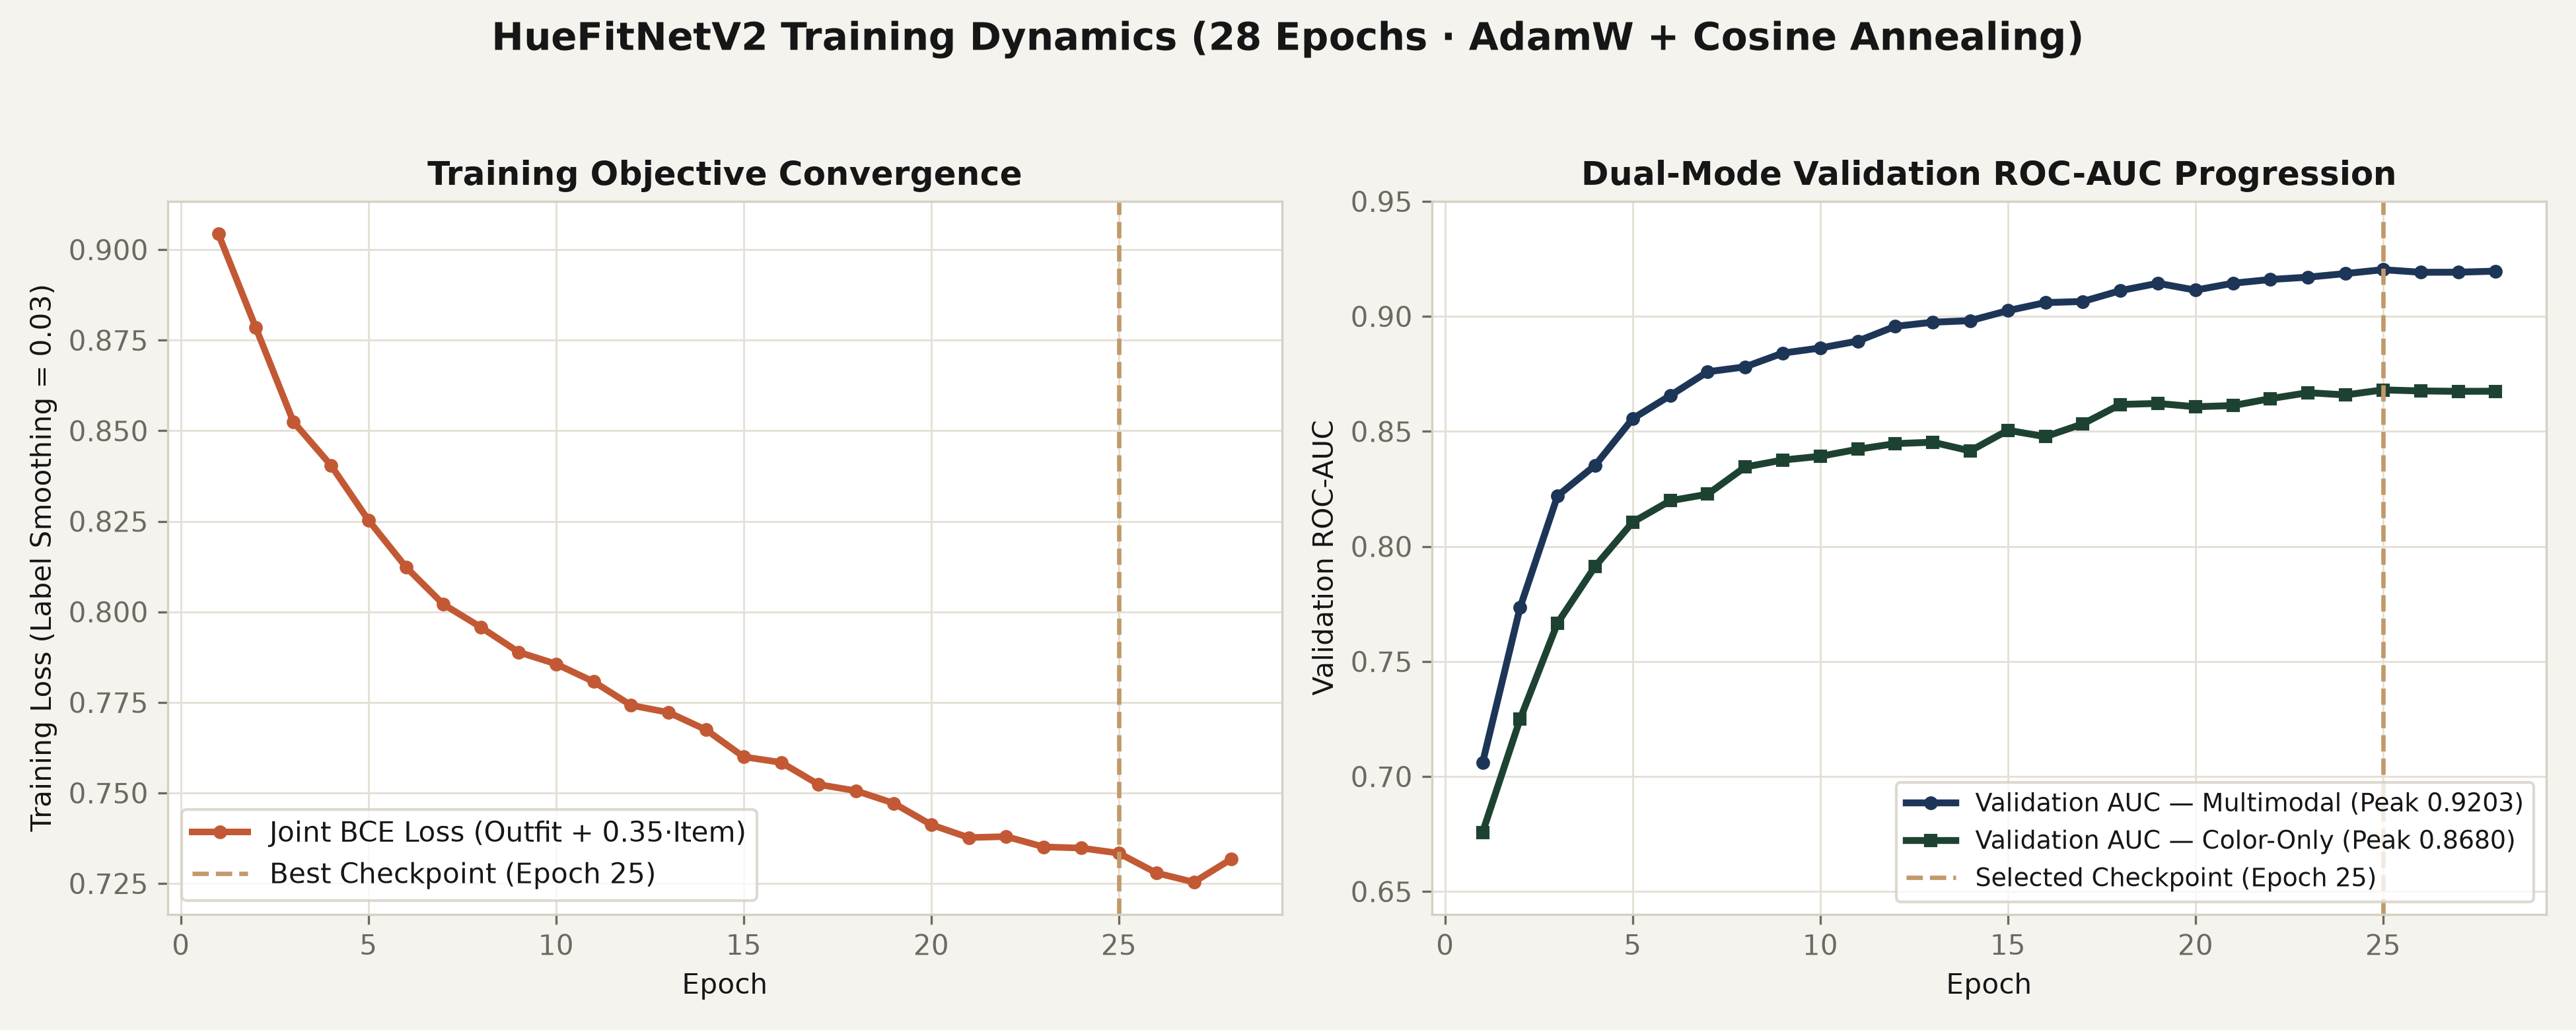 HueFitNetV2 Training Dynamics (28 Epochs · AdamW + Cosine Annealing)
Training Objective Convergence
Training Loss (Label Smoothing = 0.03)
0.900
0.875
0.850
0.825
0.800
0.775
0.750
0.725
Joint BCE Loss (Outfit + 0.35·Item)
Best Checkpoint (Epoch 25)
0 5 10 15 20 25
Epoch
Dual-Mode Validation ROC-AUC Progression
Validation ROC-AUC
0.95
0.90
0.85
0.80
0.75
0.70
0.65
Validation AUC — Multimodal (Peak 0.9203)
Validation AUC — Color-Only (Peak 0.8680)
Selected Checkpoint (Epoch 25)
0 5 10 15 20 25
Epoch